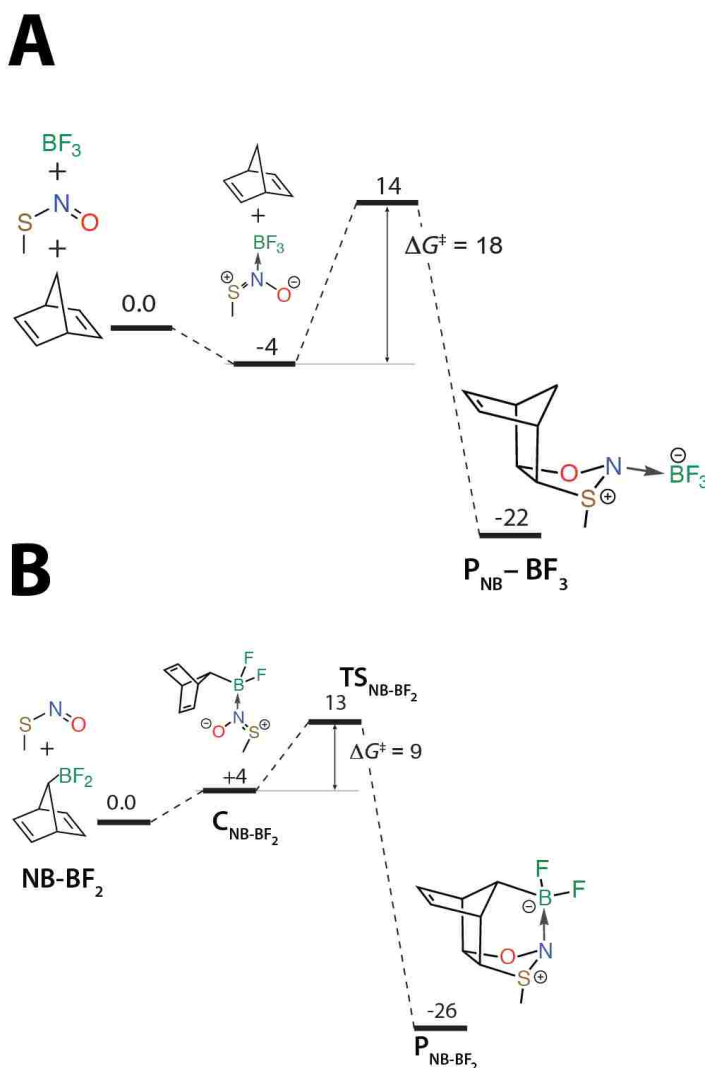 A
BF3
+
S N O
+
0.0
+
BF3
⊕ S N O ⊖
-4
14
ΔG‡ = 18
O N ⊖ BF3
S ⊕
-22
PNB – BF3
B
S N O
+
BF2
NB-BF2
0.0
F
F
B
⊖ O N S ⊕
+4
CNB-BF2
TSNB-BF2
13
ΔG‡ = 9
F
B F
⊖
O N
S ⊕
-26
PNB-BF2